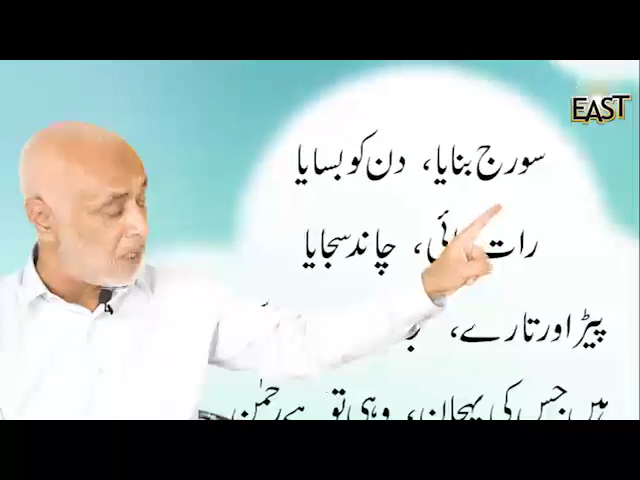 EAST
سورج بنایا، دن کو بسایا
رات ، چاند سجایا
پیڑ اور تارے،
ہیں جس کی پہچان، وہی تو ہے رحمٰن